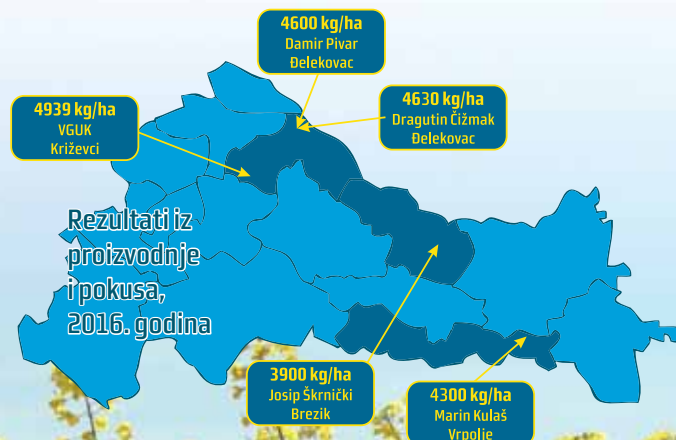 4600 kg/ha
Damir Pivar
Đelekovac
4939 kg/ha
VGUK
Križevci
4630 kg/ha
Dragutin Čižmak
Đelekovac
Rezultati iz
proizvodnje
i pokusa,
2016. godina
3900 kg/ha
Josip Škrnički
Brezik
4300 kg/ha
Marin Kulaš
Vrpolje